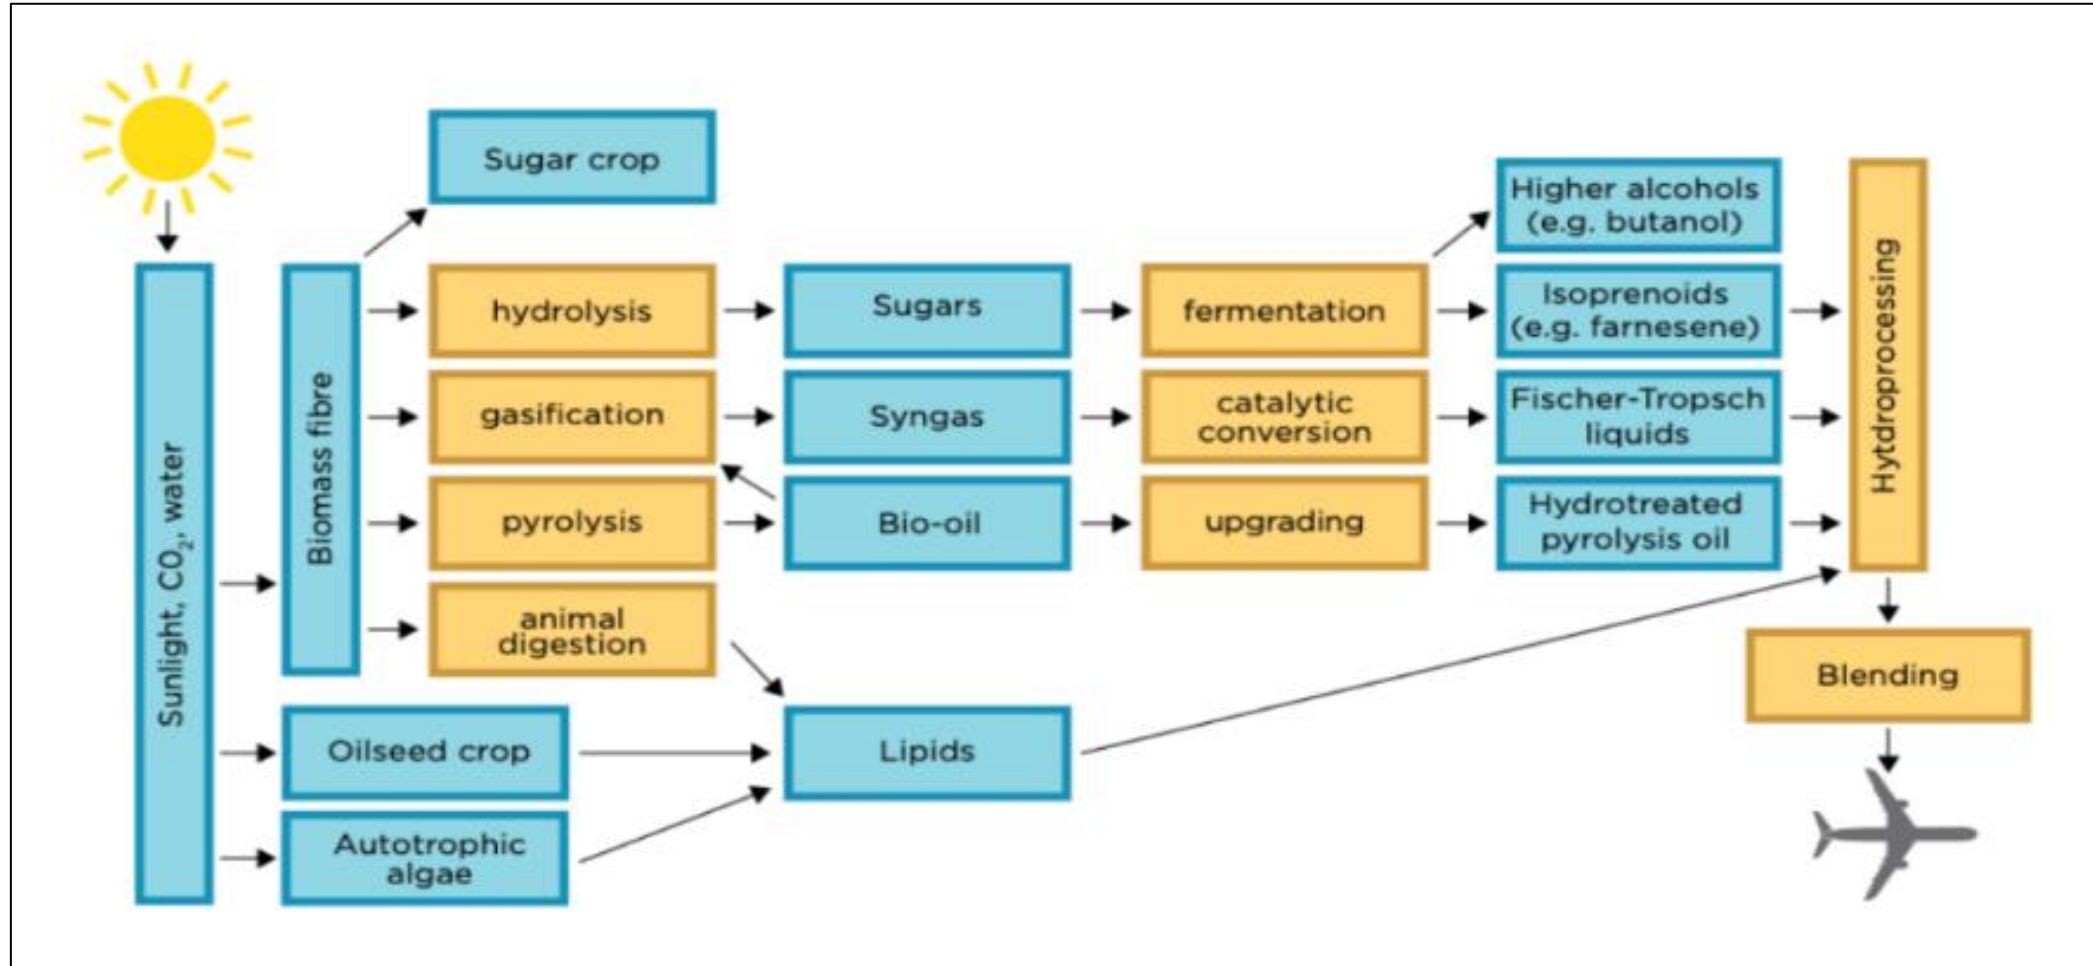 Sunlight, CO₂, water
Biomass fibre
Sugar crop
hydrolysis
gasification
pyrolysis
animal
digestion
Oilseed crop
Autotrophic
algae
Sugars
Syngas
Bio-oil
Lipids
fermentation
catalytic
conversion
upgrading
Higher alcohols
(e.g. butanol)
Isoprenoids
(e.g. farnesene)
Fischer-Tropsch
liquids
Hydrotreated
pyrolysis oil
Hytdroprocessing
Blending